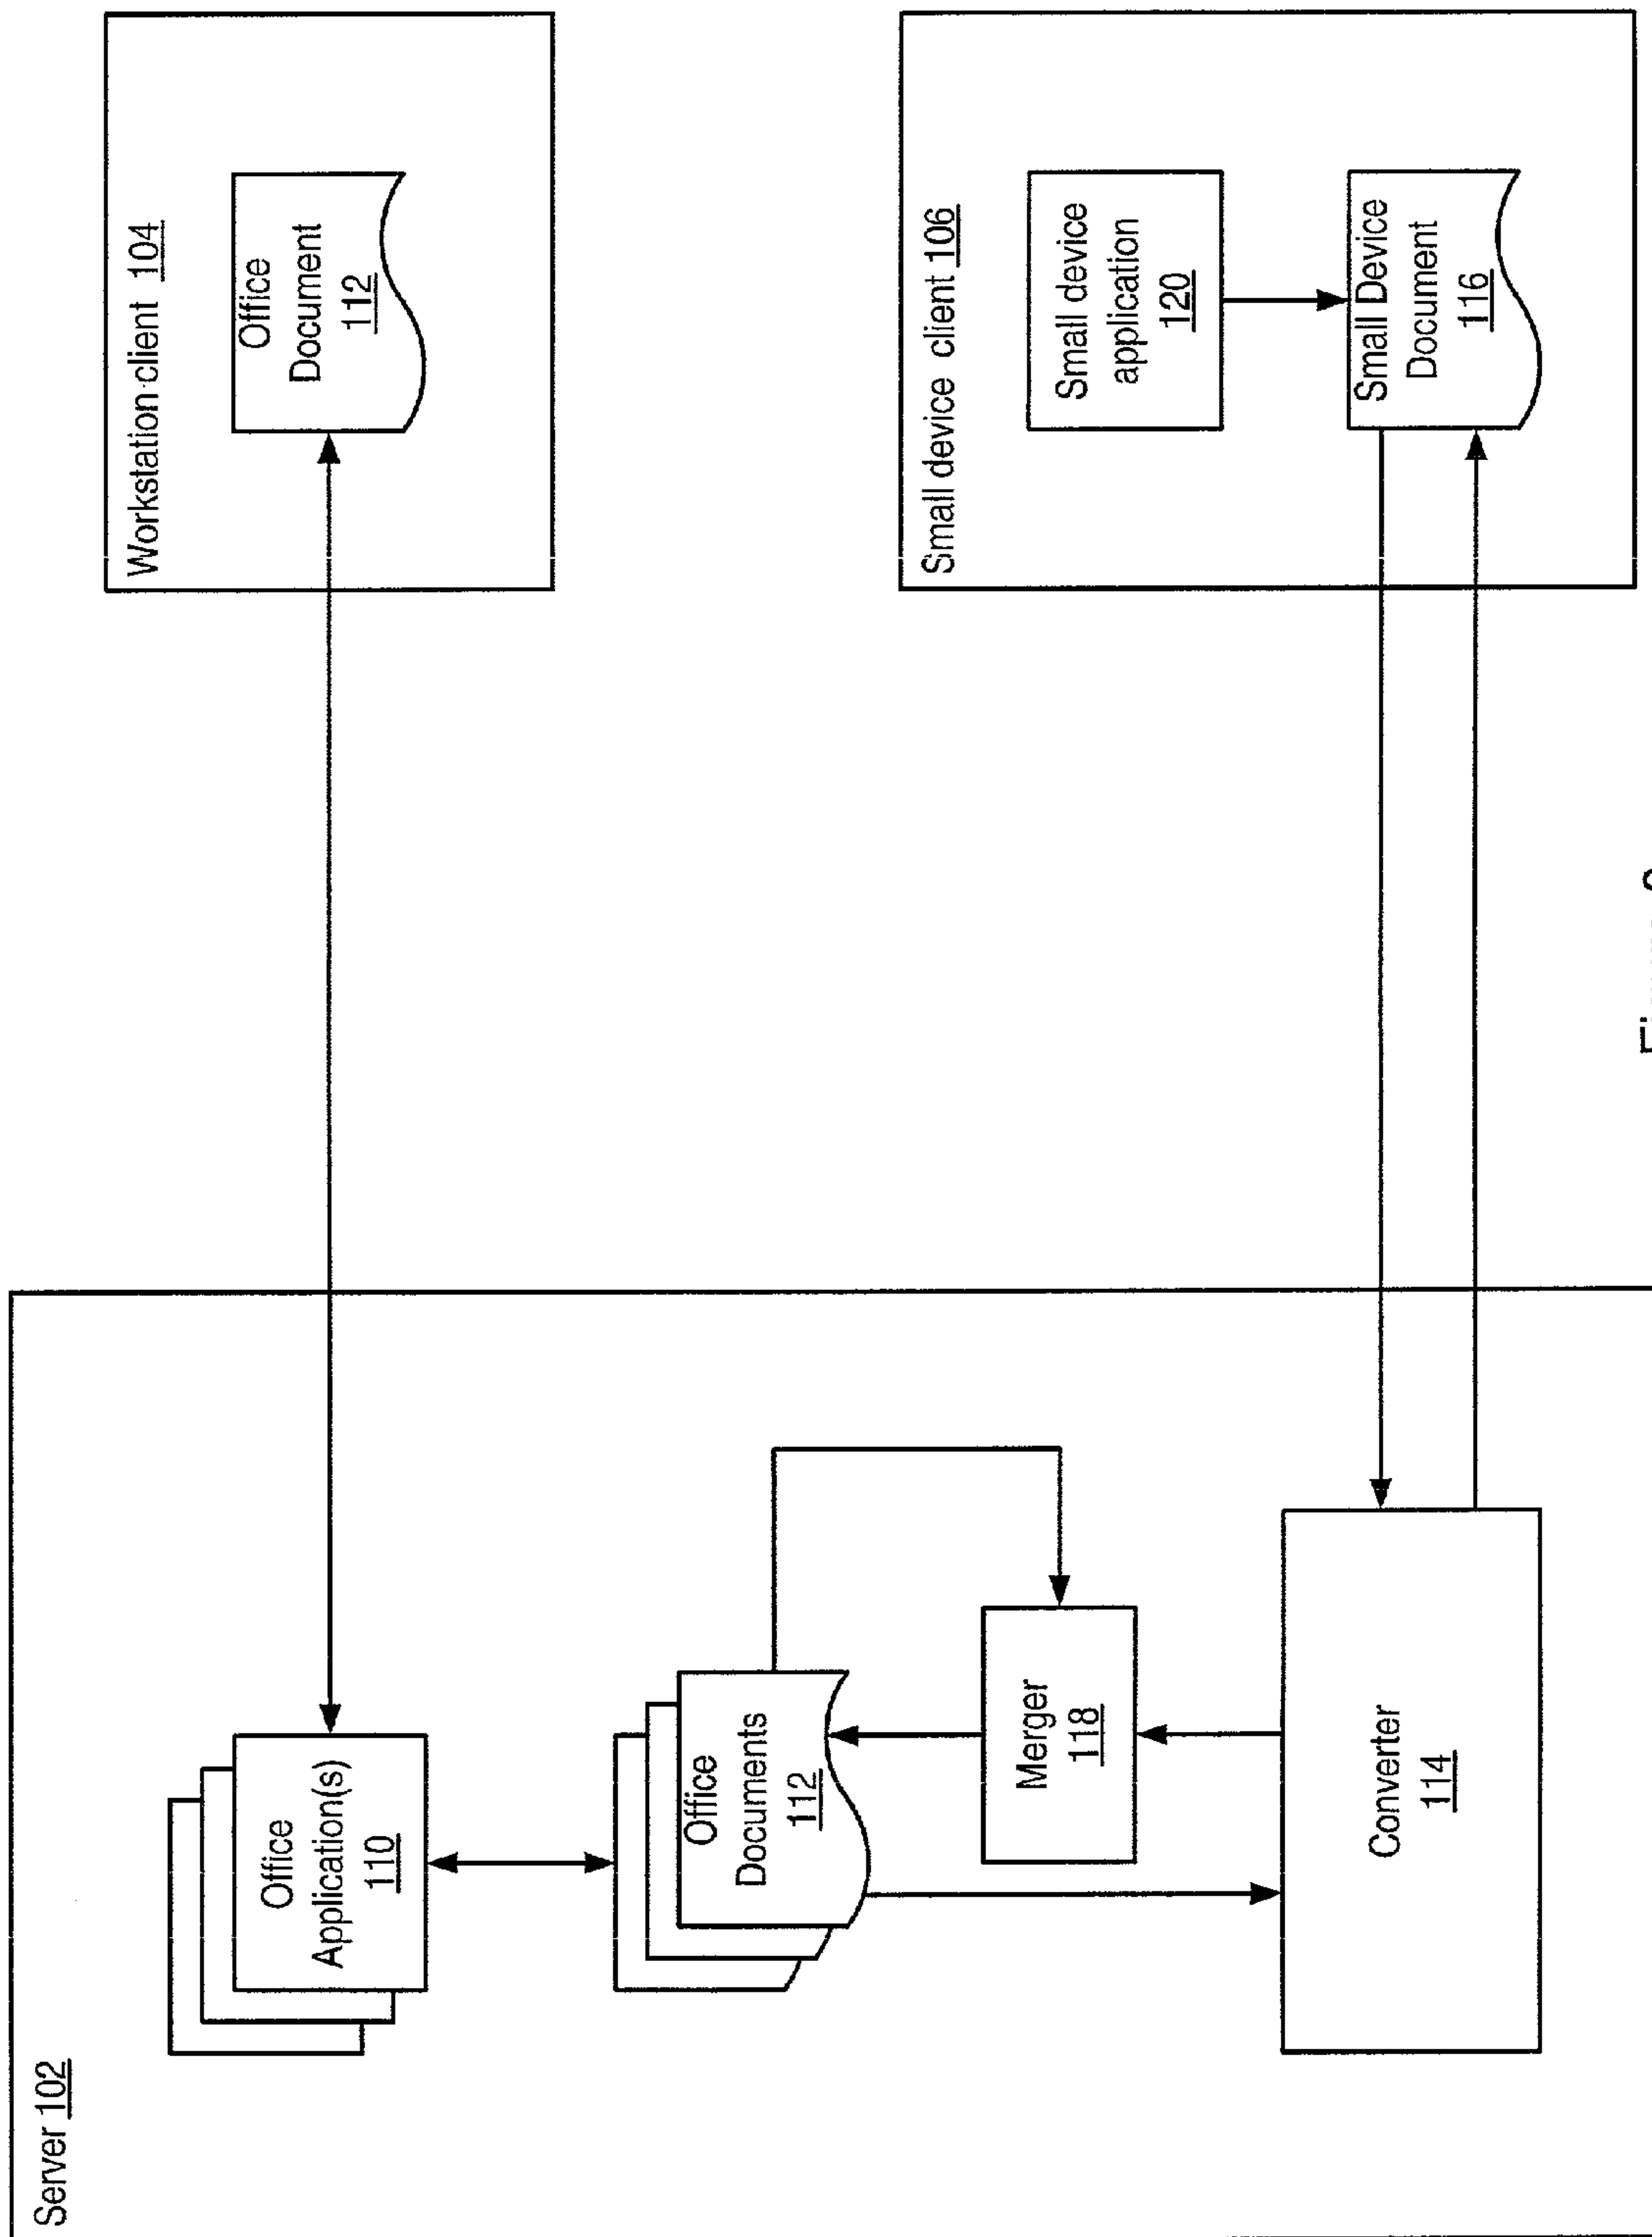 Server 102
Office
Application(s)
110
Office
Documents
112
Merger
118
Converter
114
Workstation client 104
Office
Document
112
Small device client 106
Small device
application
120
Small Device
Document
116